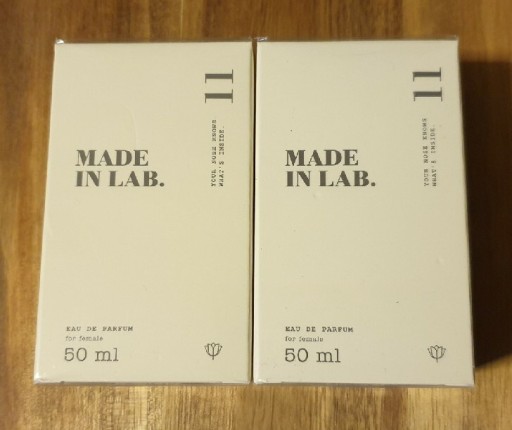 11
YOUR NOSE KNOWS
WHAT'S INSIDE.
MADE
IN LAB.
EAU DE PARFUM
for female
50 ml
11
YOUR NOSE KNOWS
WHAT'S INSIDE.
MADE
IN LAB.
EAU DE PARFUM
for female
50 ml